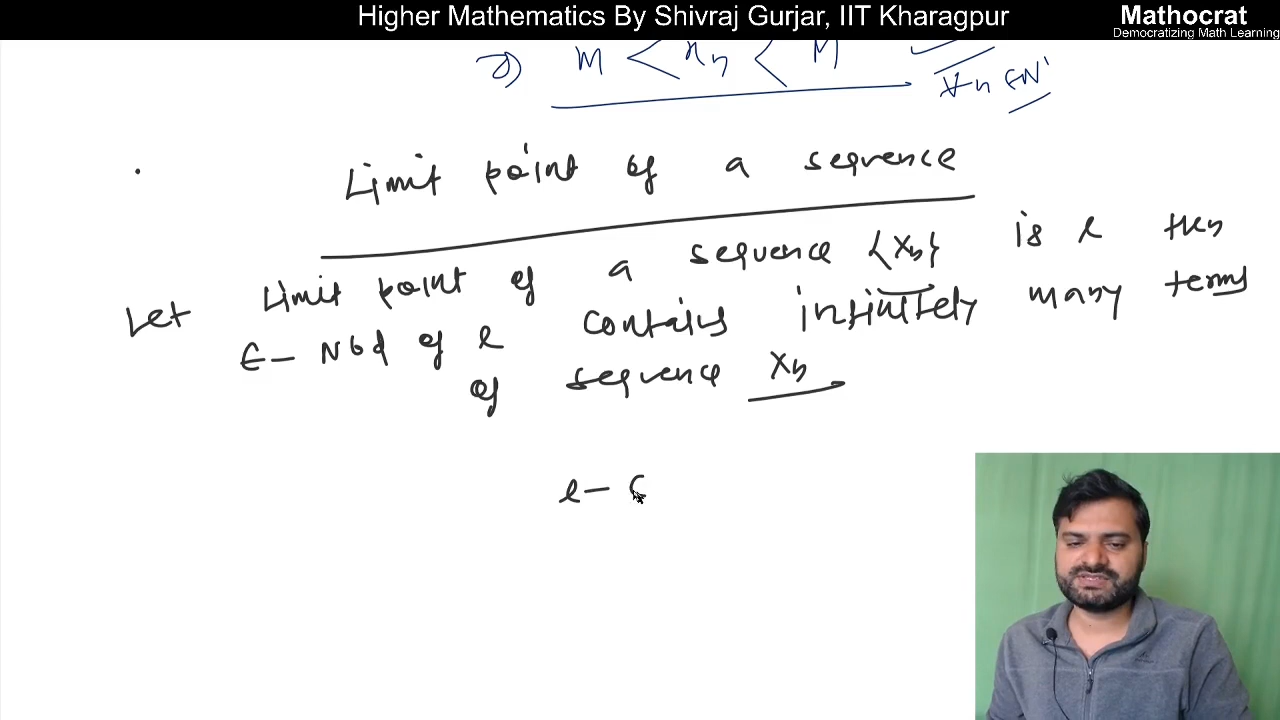 Higher Mathematics By Shivraj Gurjar, IIT Kharagpur
Mathocrat
Democratizing Math Learning
⇒) m < xn < M ∀n ∈ N
Limit point of a sequence
Let Limit point of a sequence {xn} is l then
ϵ- Nbd of l contains infinitely many terms
of sequence xn
l-